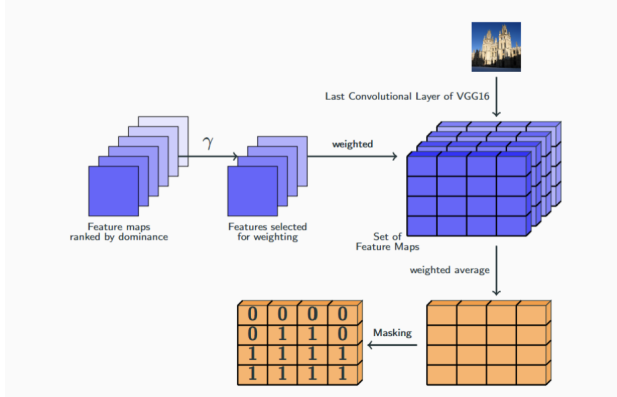 Last Convolutional Layer of VGG16
γ
weighted
Feature maps
ranked by dominance
Features selected
for weighting
Set of
Feature Maps
weighted average
Masking
0 0 0 0
0 1 1 0
1 1 1 1
1 1 1 1